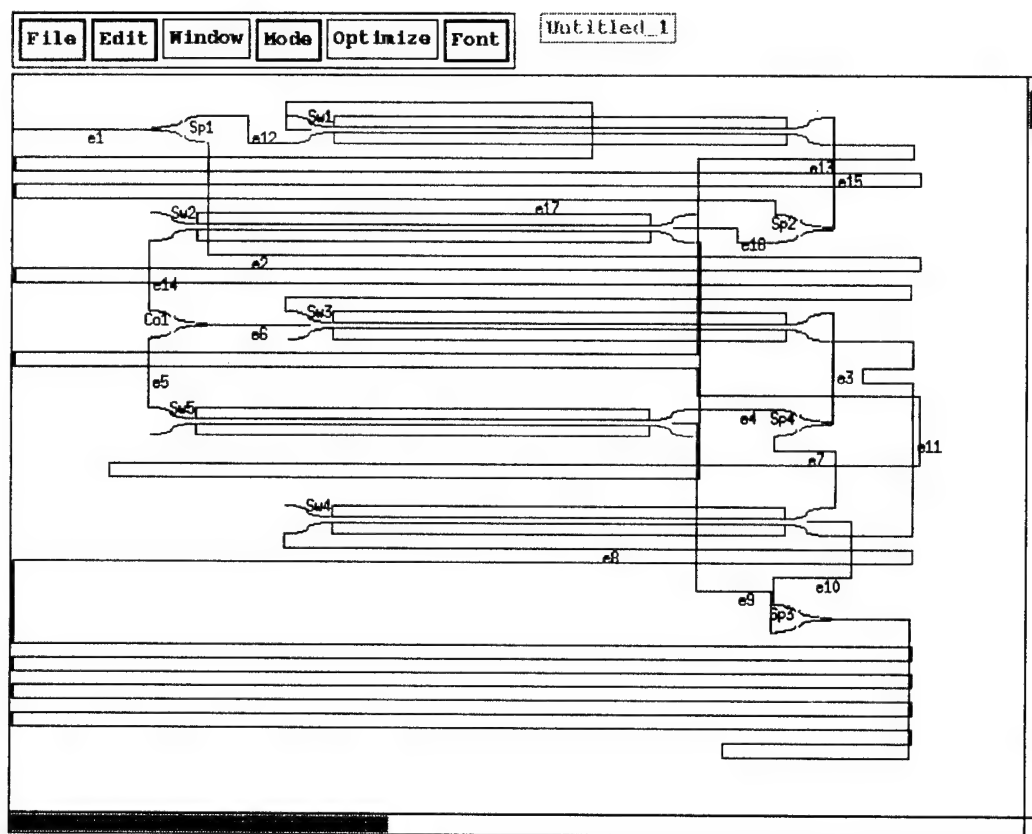 File Edit Window Mode Optimize Font Untitled_1
Sw1
e1 Sp1 e12
e13
e15
Sw2 e17 Sp2
e18
e2
e14
Co1 Sw3
e6
e5 e3
Sw5 e4 Sp4
e11
e7
Sw4
e8
e10
e9
Sp3